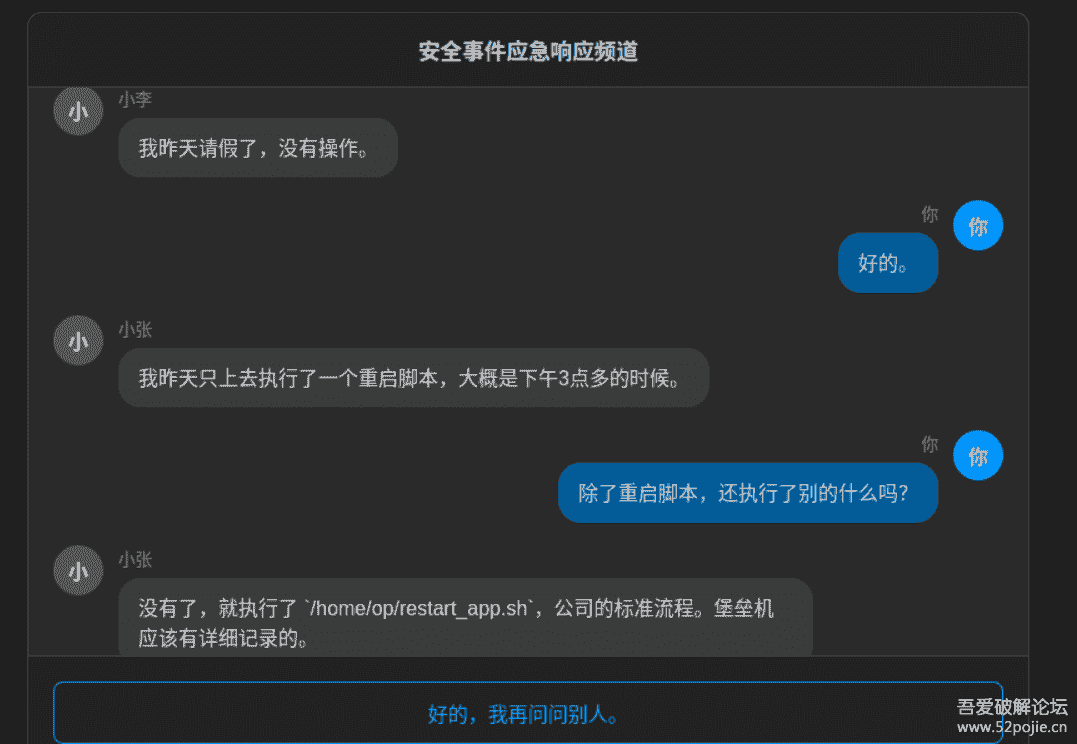 安全事件应急响应频道
小
小李
我昨天请假了，没有操作。
你
你
好的。
小
小张
我昨天只上去执行了一个重启脚本，大概是下午3点多的时候。
你
你
除了重启脚本，还执行了别的什么吗？
小
小张
没有了，就执行了 `/home/op/restart_app.sh`，公司的标准流程。堡垒机
应该有详细记录的。
好的，我再问问别人。
吾爱破解论坛
www.52pojie.cn